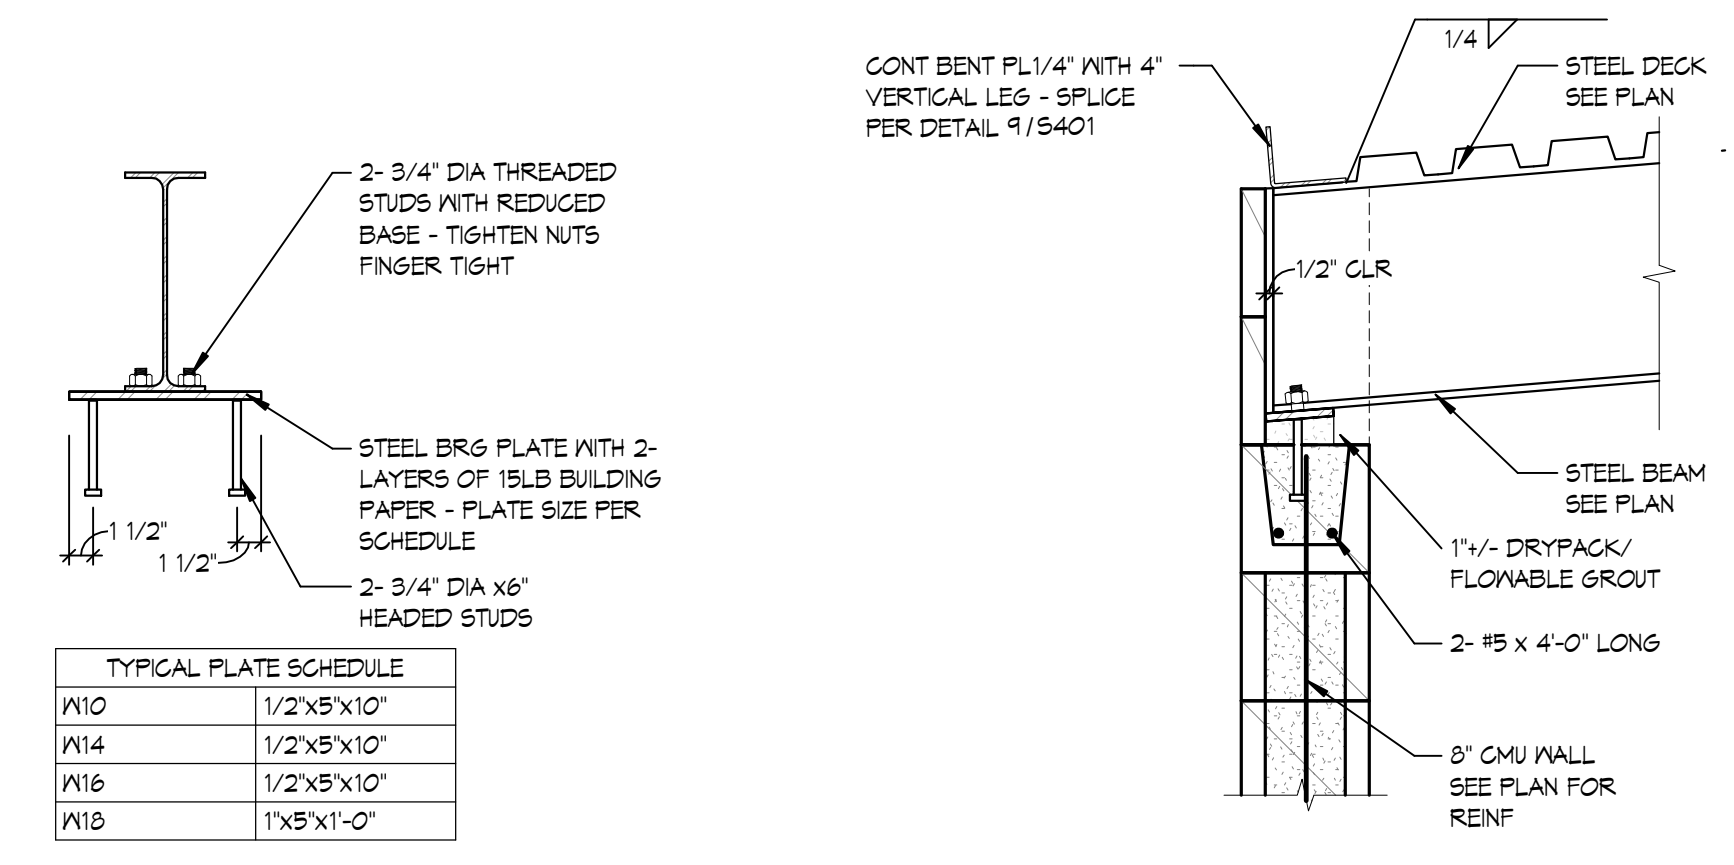 2- 3/4" DIA THREADED
STUDS WITH REDUCED
BASE - TIGHTEN NUTS
FINGER TIGHT
STEEL BRG PLATE WITH 2-
LAYERS OF 15LB BUILDING
PAPER - PLATE SIZE PER
SCHEDULE
1 1/2"
1 1/2"
2- 3/4" DIA x6"
HEADED STUDS
TYPICAL PLATE SCHEDULE
W10 1/2"x5"x10"
W14 1/2"x5"x10"
W16 1/2"x5"x10"
W18 1"x5"x1'-0"
CONT BENT PL1/4" WITH 4"
VERTICAL LEG - SPLICE
PER DETAIL 9/S401
1/4
STEEL DECK
SEE PLAN
1/2" CLR
STEEL BEAM
SEE PLAN
1"+/- DRYPACK/
FLOWABLE GROUT
2- #5 x 4'-0" LONG
8" CMU WALL
SEE PLAN FOR
REINF